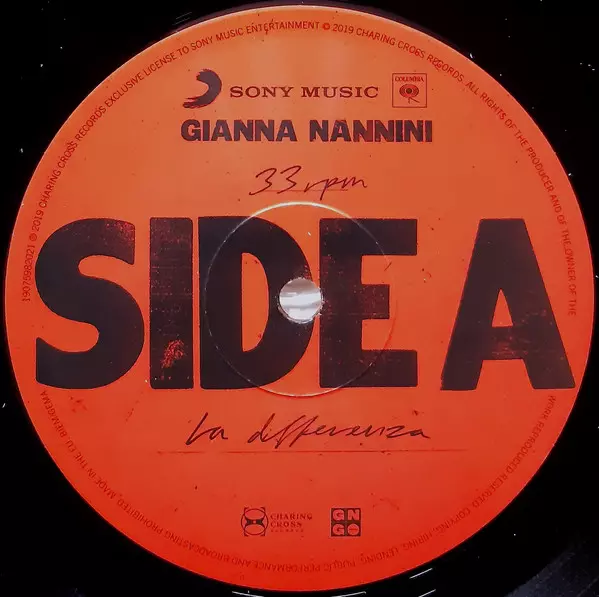 19075982021 ℗ 2019 CHARING CROSS RECORDS EXCLUSIVE LICENSE TO SONY MUSIC ENTERTAINMENT © 2019 CHARING CROSS RECORDS. ALL RIGHTS OF THE PRODUCER AND OF THE OWNER OF THE
SONY MUSIC
COLUMBIA
GIANNA NANNINI
33 rpm
SIDE A
La differenza
CHARING
CROSS
RECORDS
GN
GO
WORK REPRODUCED RESERVED. COPYING, HIRING, LENDING, PUBLIC PERFORMANCE AND BROADCASTING PROHIBITED. MADE IN THE EU. BIEM/GEMA